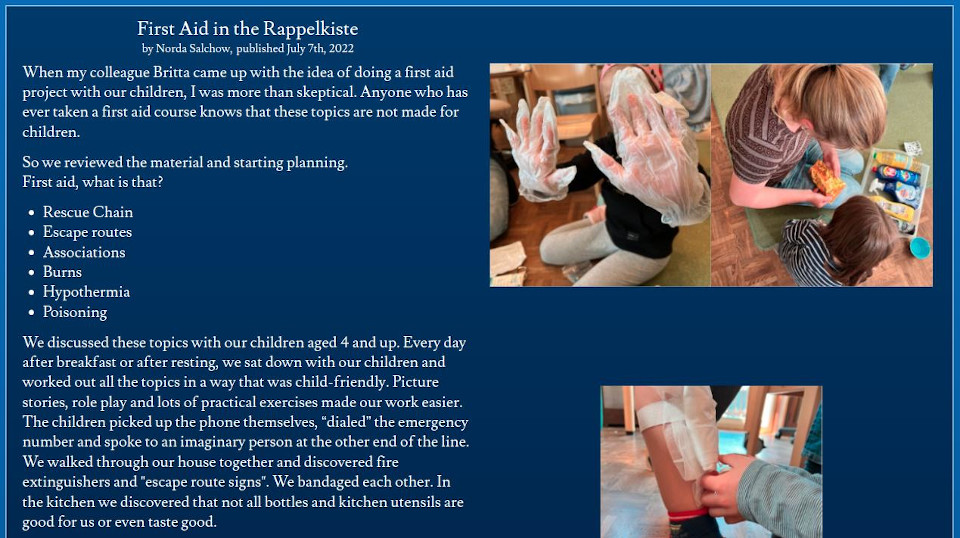 First Aid in the Rappelkiste
by Norda Salchow, published July 7th, 2022
When my colleague Britta came up with the idea of doing a first aid
project with our children, I was more than skeptical. Anyone who has
ever taken a first aid course knows that these topics are not made for
children.
So we reviewed the material and starting planning.
First aid, what is that?
• Rescue Chain
• Escape routes
• Associations
• Burns
• Hypothermia
• Poisoning
We discussed these topics with our children aged 4 and up. Every day
after breakfast or after resting, we sat down with our children and
worked out all the topics in a way that was child-friendly. Picture
stories, role play and lots of practical exercises made our work easier.
The children picked up the phone themselves, “dialed” the emergency
number and spoke to an imaginary person at the other end of the line.
We walked through our house together and discovered fire
extinguishers and "escape route signs". We bandaged each other. In
the kitchen we discovered that not all bottles and kitchen utensils are
good for us or even taste good.